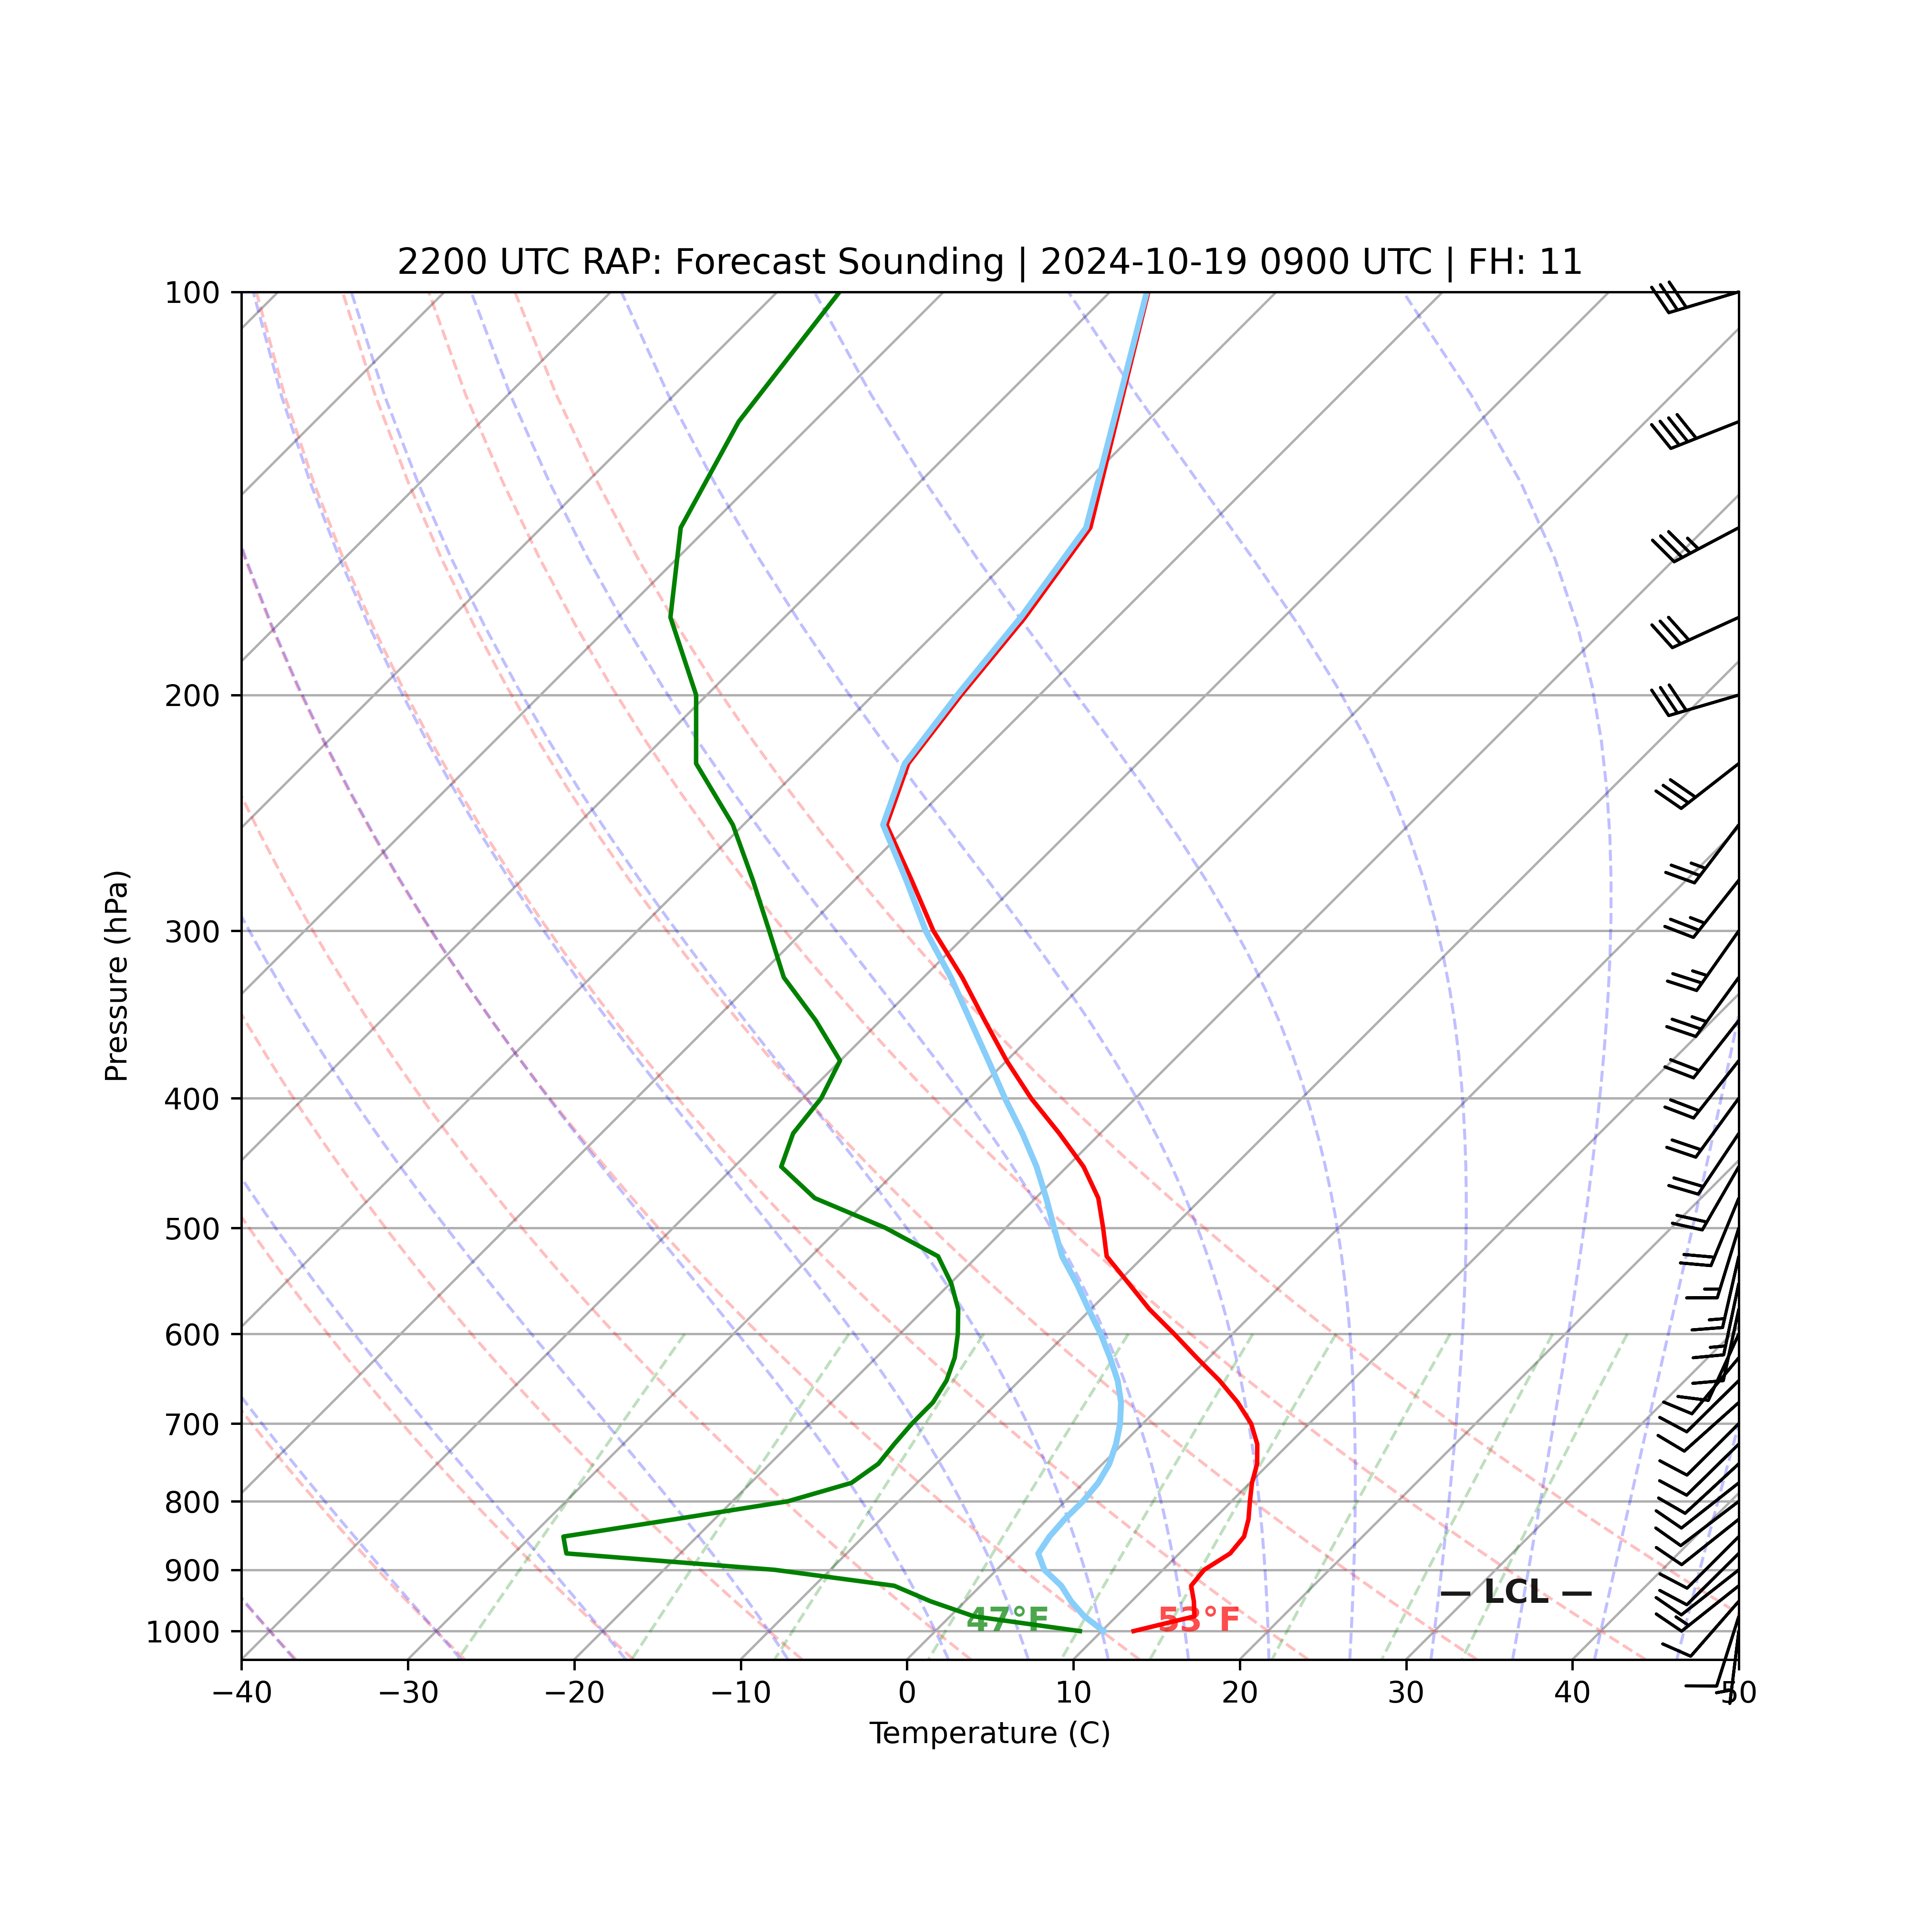 2200 UTC RAP: Forecast Sounding | 2024-10-19 0900 UTC | FH: 11
100
200
300
400
500
600
700
800
900
1000
Pressure (hPa)
— LCL —
47°F
53°F
−40 −30 −20 −10 0 10 20 30 40 50
Temperature (C)